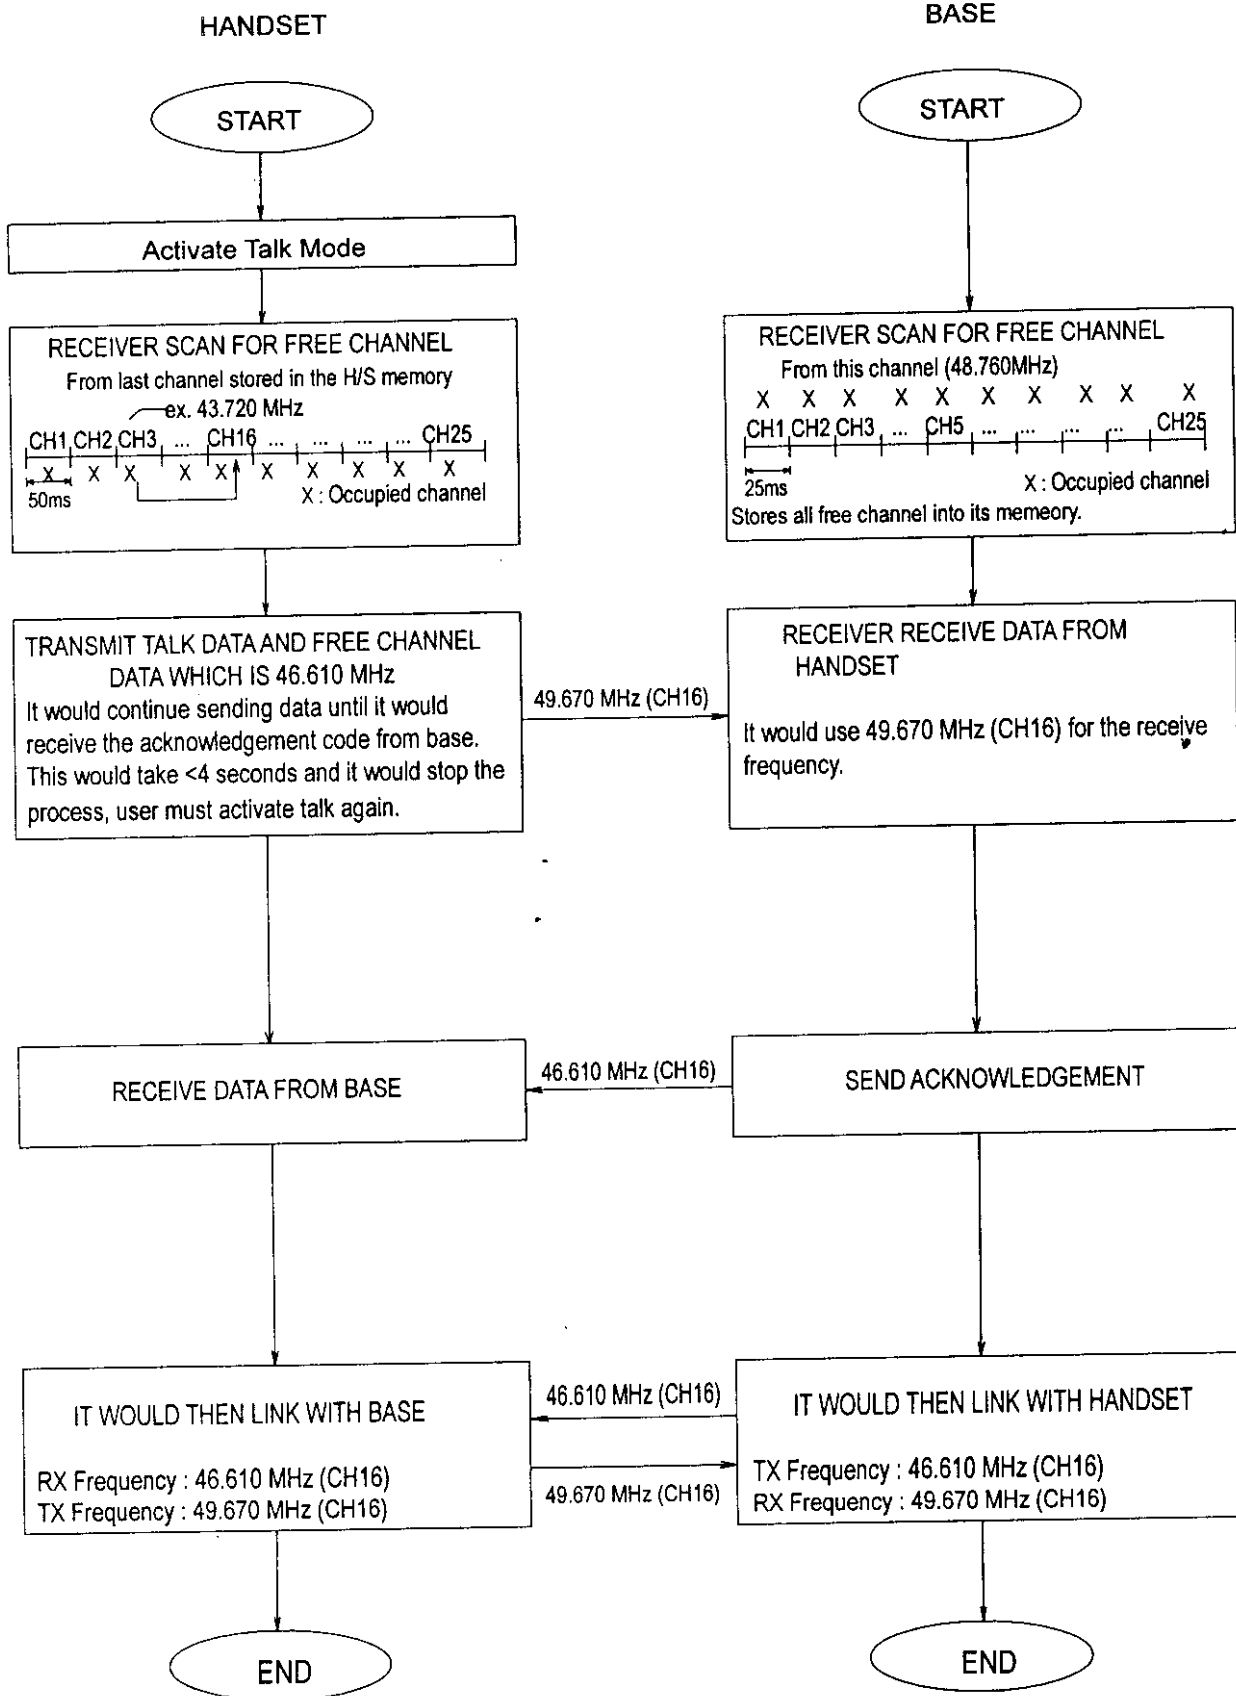 HANDSET
START
Activate Talk Mode
RECEIVER SCAN FOR FREE CHANNEL
From last channel stored in the H/S memory
ex. 43.720 MHz
CH1 CH2 CH3 ... CH16 ... ... ... ... CH25
X X X X X X X X X X
50ms
X : Occupied channel
TRANSMIT TALK DATA AND FREE CHANNEL
DATA WHICH IS 46.610 MHz
It would continue sending data until it would
receive the acknowledgement code from base.
This would take <4 seconds and it would stop the
process, user must activate talk again.
49.670 MHz (CH16)
RECEIVE DATA FROM BASE
46.610 MHz (CH16)
IT WOULD THEN LINK WITH BASE
RX Frequency : 46.610 MHz (CH16)
TX Frequency : 49.670 MHz (CH16)
46.610 MHz (CH16)
49.670 MHz (CH16)
END
BASE
START
RECEIVER SCAN FOR FREE CHANNEL
From this channel (48.760MHz)
X X X X X X X X X X
CH1 CH2 CH3 ... CH5 ... ... ... ... CH25
25ms
X : Occupied channel
Stores all free channel into its memeory.
RECEIVER RECEIVE DATA FROM
HANDSET
It would use 49.670 MHz (CH16) for the receive
frequency.
SEND ACKNOWLEDGEMENT
IT WOULD THEN LINK WITH HANDSET
TX Frequency : 46.610 MHz (CH16)
RX Frequency : 49.670 MHz (CH16)
END